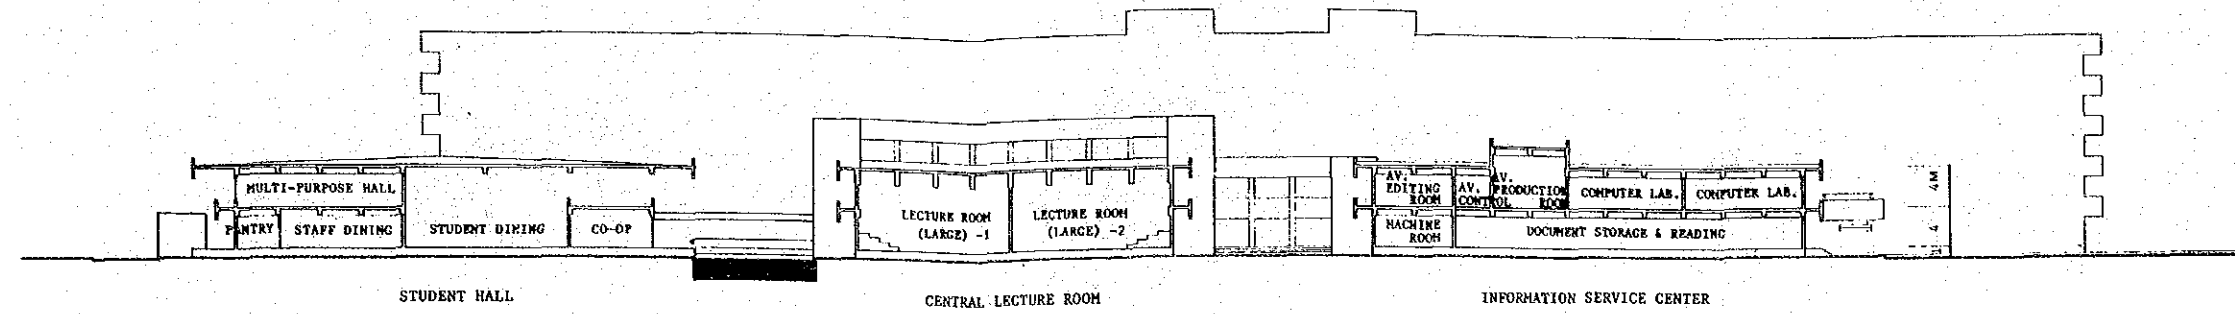 MULTI-PURPOSE HALL
PANTRY
STAFF DINING
STUDENT DINING
CO-OP
STUDENT HALL
LECTURE ROOM
(LARGE) -1
LECTURE ROOM
(LARGE) -2
CENTRAL LECTURE ROOM
AV.
EDITING
ROOM
AV.
CONTROL
AV.
PRODUCTION
ROOM
COMPUTER LAB.
COMPUTER LAB.
MACHINE
ROOM
DOCUMENT STORAGE & READING
4M
4
1
INFORMATION SERVICE CENTER